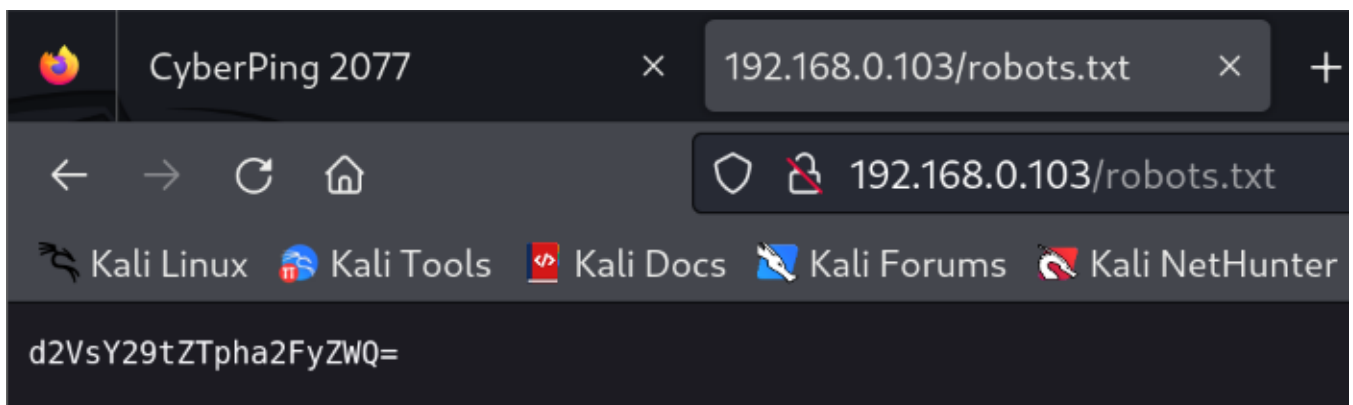 CyberPing 2077
192.168.0.103/robots.txt
192.168.0.103/robots.txt
Kali Linux Kali Tools Kali Docs Kali Forums Kali NetHunter
d2VsY29tZTpha2FyZWQ=